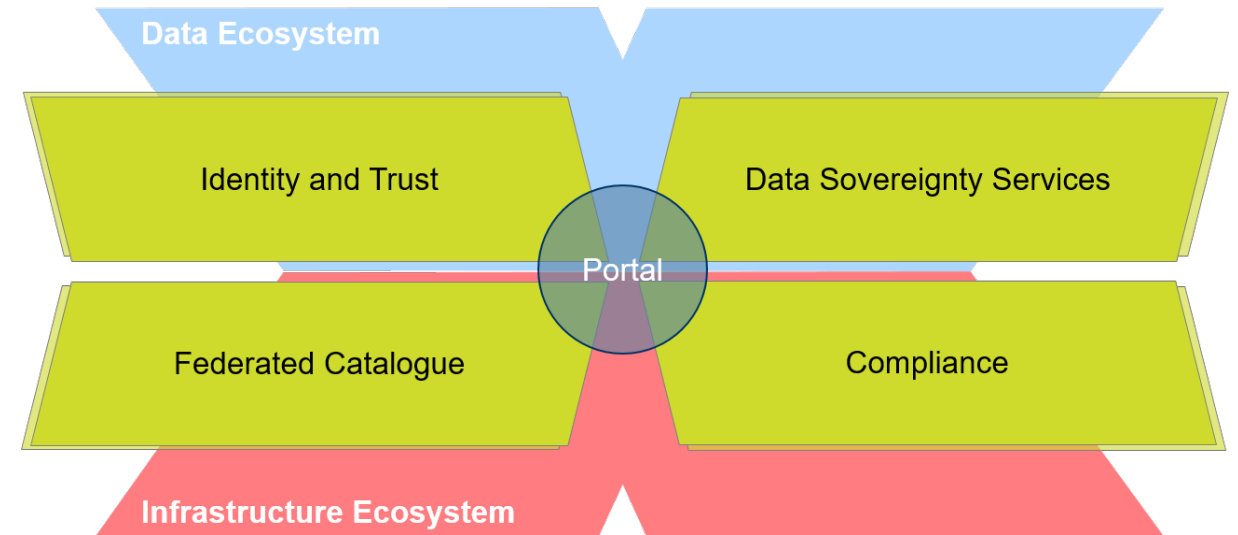 Data Ecosystem
Identity and Trust
Data Sovereignty Services
Portal
Federated Catalogue
Compliance
Infrastructure Ecosystem